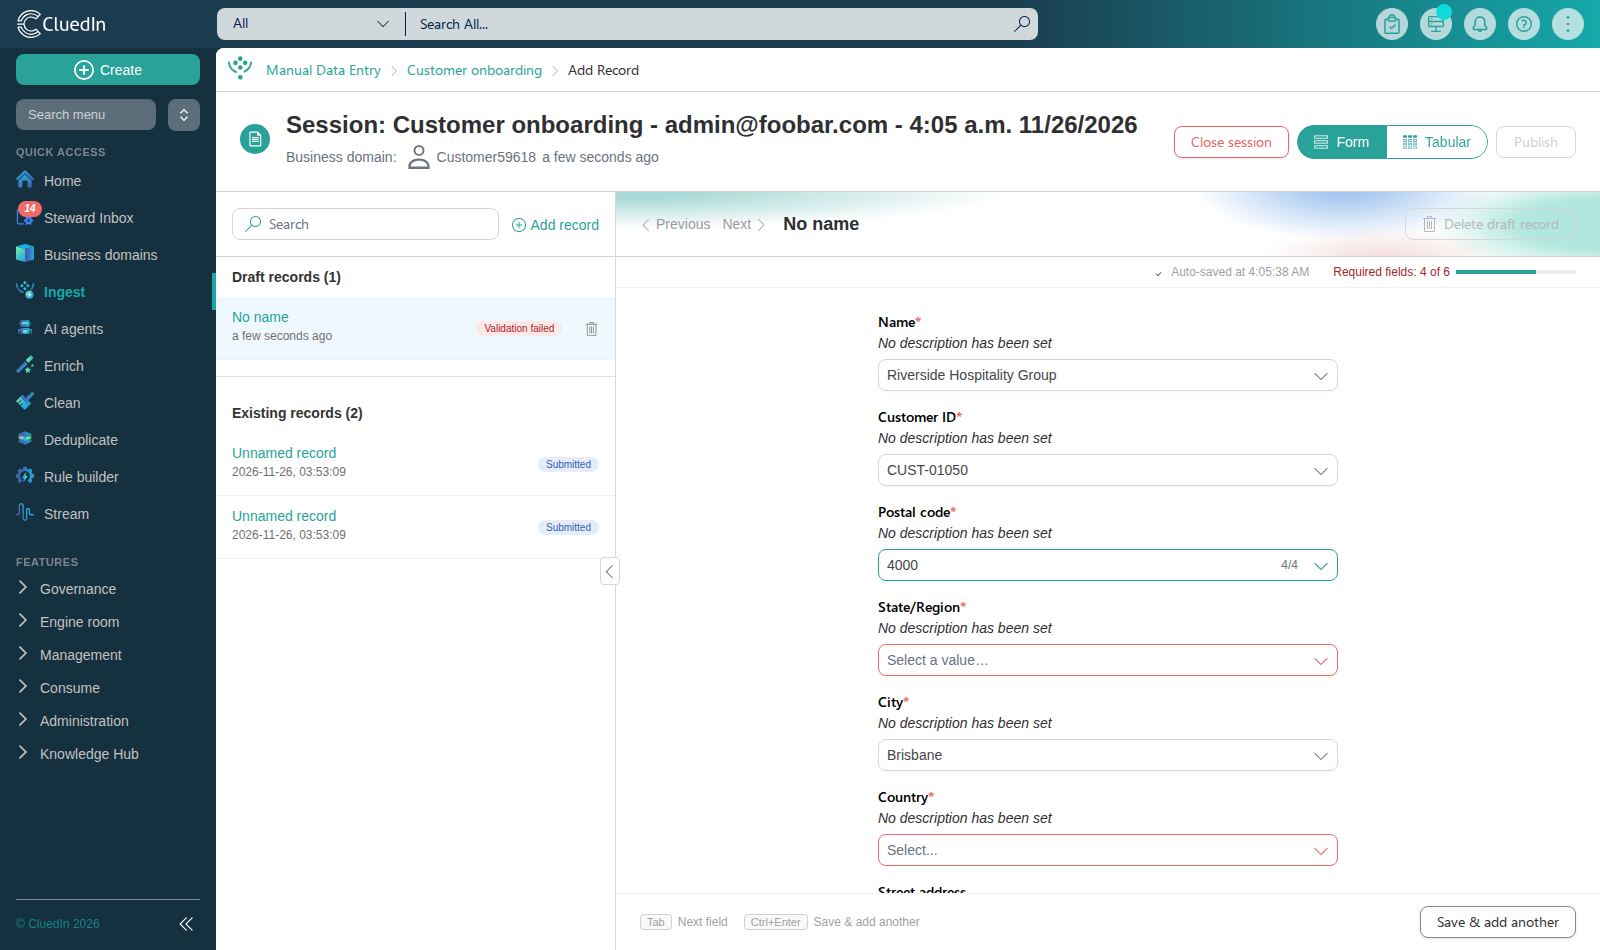 CluedIn
All
Search All...
Create
Search menu
QUICK ACCESS
Home
14
Steward Inbox
Business domains
Ingest
AI agents
Enrich
Clean
Deduplicate
Rule builder
Stream
FEATURES
Governance
Engine room
Management
Consume
Administration
Knowledge Hub
© CluedIn 2026
Manual Data Entry > Customer onboarding > Add Record
Session: Customer onboarding - admin@foobar.com - 4:05 a.m. 11/26/2026
Business domain: Customer59618 a few seconds ago
Close session
Form
Tabular
Publish
Search
Add record
Draft records (1)
No name
a few seconds ago
Validation failed
Existing records (2)
Unnamed record
2026-11-26, 03:53:09
Submitted
Unnamed record
2026-11-26, 03:53:09
Submitted
Previous
Next
No name
Delete draft record
Auto-saved at 4:05:38 AM
Required fields: 4 of 6
Name*
No description has been set
Riverside Hospitality Group
Customer ID*
No description has been set
CUST-01050
Postal code*
No description has been set
4000
4/4
State/Region*
No description has been set
Select a value…
City*
No description has been set
Brisbane
Country*
No description has been set
Select...
Street address
Tab Next field
Ctrl+Enter Save & add another
Save & add another